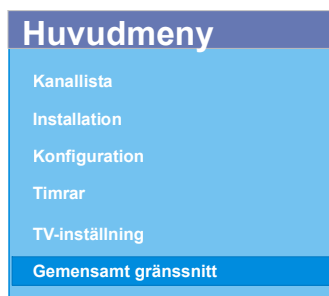 Huvudmeny
Kanallista
Installation
Konfiguration
Timrar
TV-inställning
Gemensamt gränssnitt